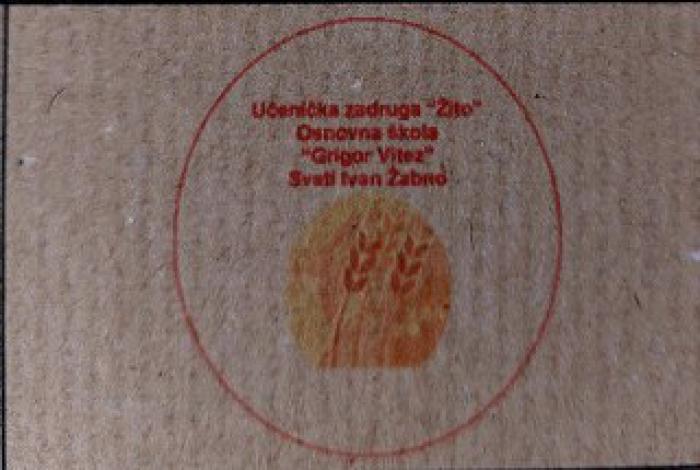 Učenička zadruga "Žito"
Osnovna škola
"Grigor Vitez"
Sveti Ivan Žabno